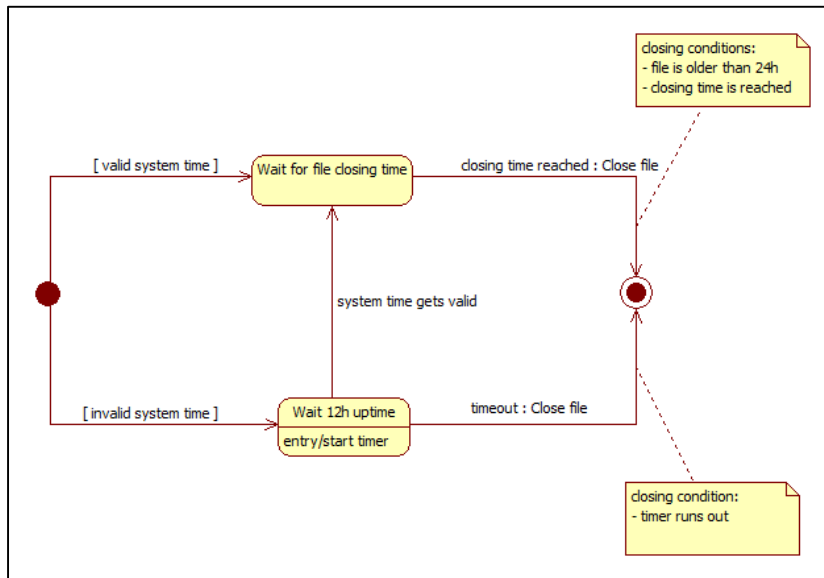 closing conditions:
- file is older than 24h
- closing time is reached
[ valid system time ]
Wait for file closing time
closing time reached : Close file
system time gets valid
[ invalid system time ]
Wait 12h uptime
entry/start timer
timeout : Close file
closing condition:
- timer runs out